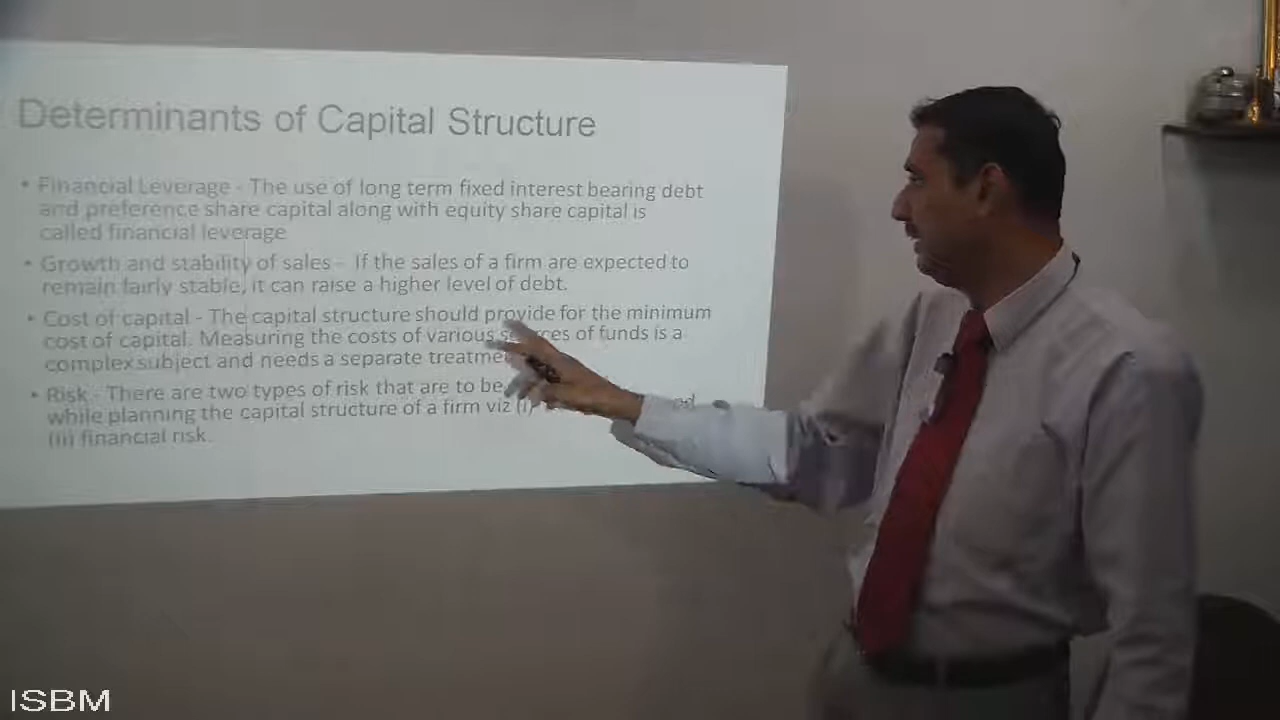 Determinants of Capital Structure
• Financial Leverage - The use of long term fixed interest bearing debt
and preference share capital along with equity share capital is
called financial leverage
• Growth and stability of sales - If the sales of a firm are expected to
remain fairly stable, it can raise a higher level of debt.
• Cost of capital - The capital structure should provide for the minimum
cost of capital. Measuring the costs of various of funds is a
complex subject and needs a separate
• Risk - There are two types of risk that are to be
while planning the capital structure of a firm viz (i)
(ii) financial risk.
ISBM